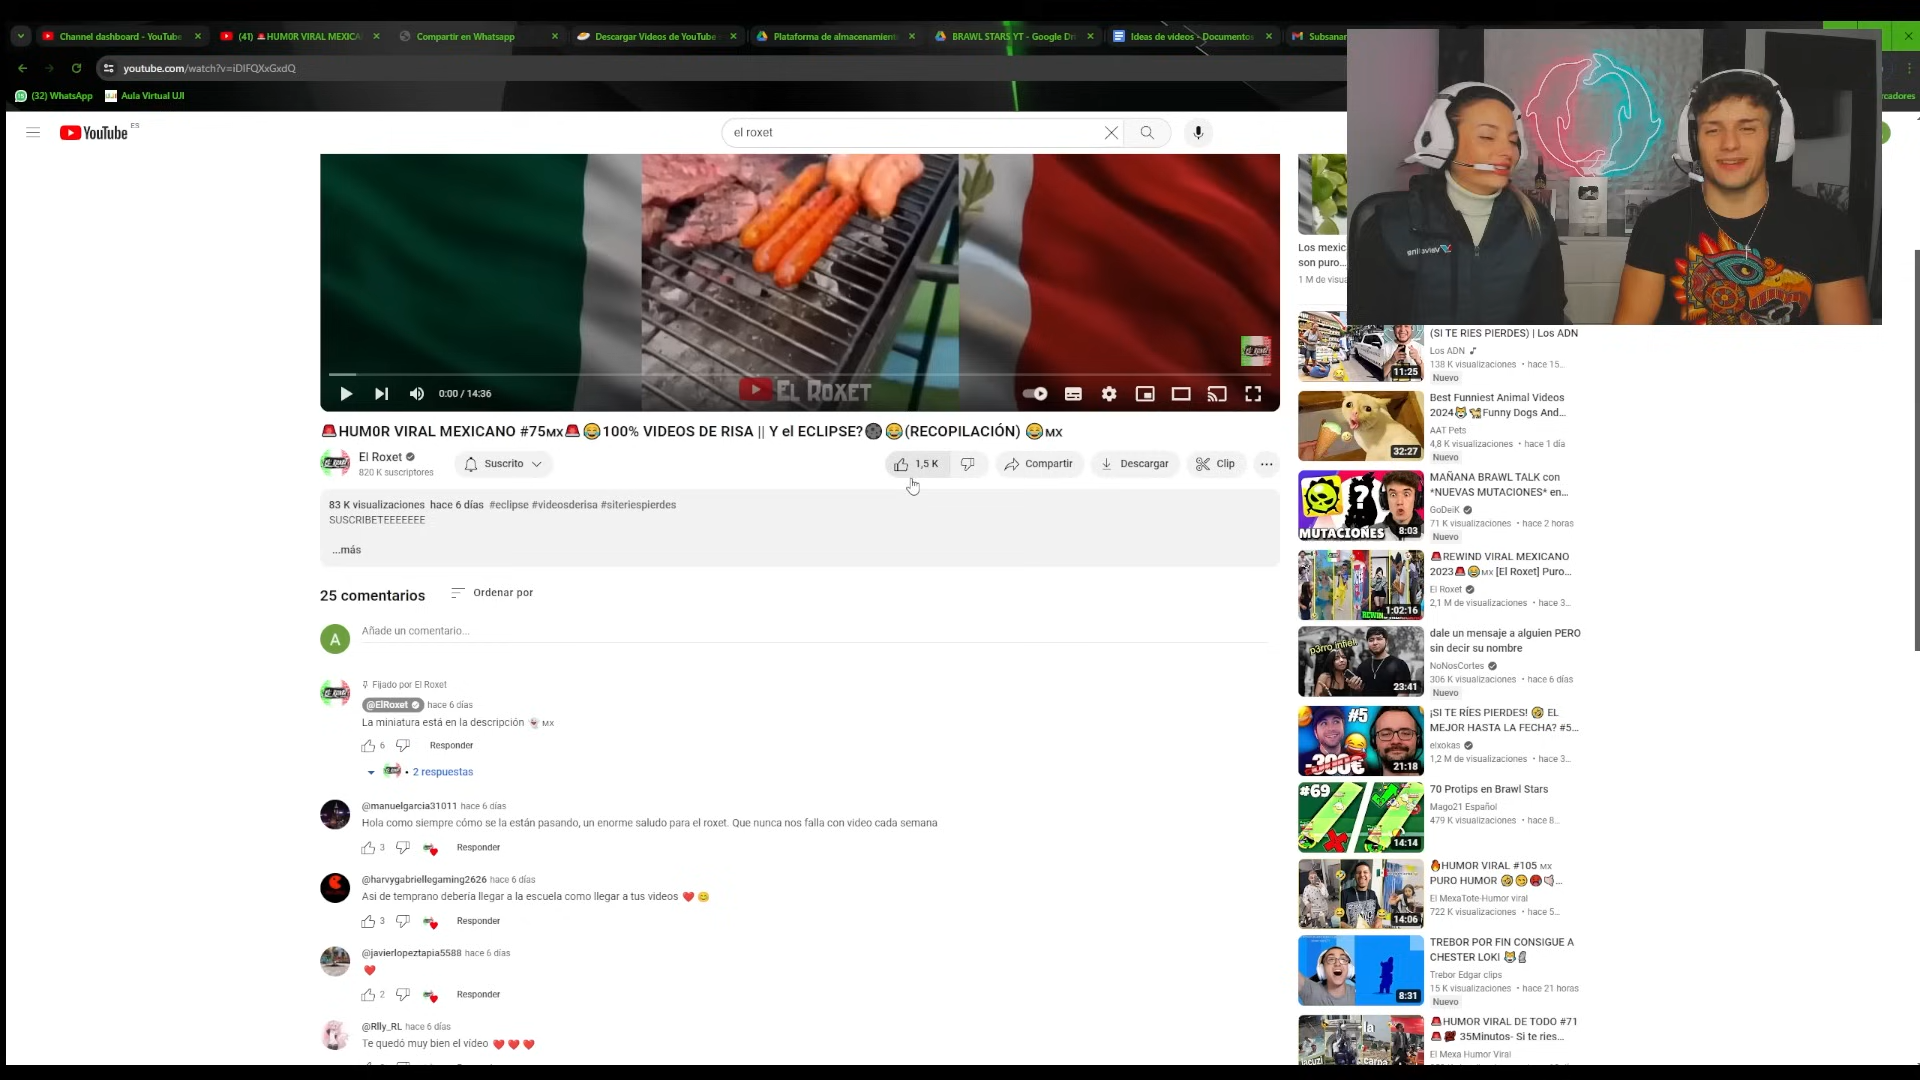 Channel dashboard - YouTube
(41) 🚨HUM0R VIRAL MEXICA
Compartir en Whatsapp
Descargar Videos de YouTube
Plataforma de almacenamient
BRAWL STARS YT - Google Dr
Ideas de vídeos - Documentos
Subsanar
youtube.com/watch?v=iDIFQXxGxdQ
(32) WhatsApp
Aula Virtual UJI
YouTube ES
el roxet
EL ROXET
0:00 / 14:36
🚨HUM0R VIRAL MEXICANO #75MX🚨😂100% VIDEOS DE RISA || Y el ECLIPSE?🌚😂(RECOPILACIÓN) 😂MX
El Roxet
820 K suscriptores
Suscrito
1,5 K
Compartir
Descargar
Clip
83 K visualizaciones hace 6 días #eclipse #videosderisa #siteriespierdes
SUSCRIBETEEEEEEE
...más
25 comentarios
Ordenar por
A
Añade un comentario...
Fijado por El Roxet
@ElRoxet hace 6 días
La miniatura está en la descripción 👻 MX
6
Responder
2 respuestas
@manuelgarcia31011 hace 6 días
Hola como siempre cómo se la están pasando, un enorme saludo para el roxet. Que nunca nos falla con video cada semana
3
Responder
@harvygabriellegaming2626 hace 6 días
Asi de temprano debería llegar a la escuela como llegar a tus videos ❤️ 😊
3
Responder
@javierlopeztapia5588 hace 6 días
❤️
2
Responder
@Rlly_RL hace 6 días
Te quedó muy bien el vídeo ❤️ ❤️ ❤️
Los mexic
son puro...
1 M de visua
(SI TE RIES PIERDES) | Los ADN
Los ADN
138 K visualizaciones • hace 15...
Nuevo
11:25
Best Funniest Animal Videos
2024😹🐕Funny Dogs And...
AAT Pets
4,8 K visualizaciones • hace 1 día
Nuevo
32:27
MAÑANA BRAWL TALK con
*NUEVAS MUTACIONES* en...
GoDeiK
71 K visualizaciones • hace 2 horas
Nuevo
MUTACIONES
8:03
🚨REWIND VIRAL MEXICANO
2023🚨😂MX [El Roxet] Puro...
El Roxet
2,1 M de visualizaciones • hace 3...
1:02:16
dale un mensaje a alguien PERO
sin decir su nombre
NoNosCortes
306 K visualizaciones • hace 6 días
Nuevo
p3rro infiel
23:41
¡SI TE RÍES PIERDES! 🤣 EL
MEJOR HASTA LA FECHA? #5...
elxokas
1,2 M de visualizaciones • hace 3...
#5
-300€
21:18
70 Protips en Brawl Stars
Mago21 Español
479 K visualizaciones • hace 8...
#69
14:14
🔥HUMOR VIRAL #105 MX
PURO HUMOR
El MexaTote-Humor viral
722 K visualizaciones • hace 5...
14:06
TREBOR POR FIN CONSIGUE A
CHESTER LOKI
Trebor Edgar clips
15 K visualizaciones • hace 21 horas
Nuevo
8:31
🚨HUMOR VIRAL DE TODO #71
🚨💯 35Minutos- Si te ries...
El Mexa Humor Viral